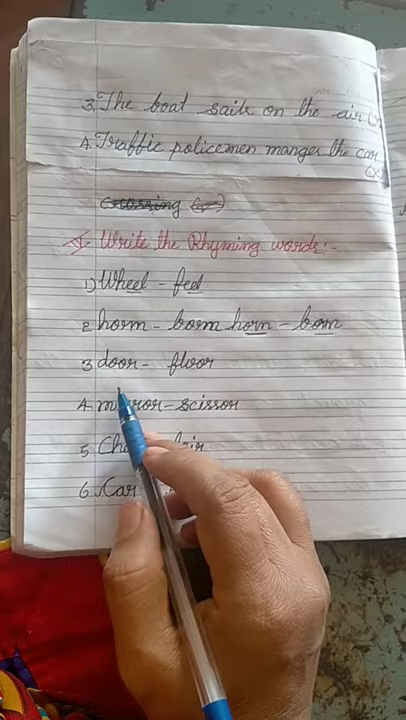 3. The boat sails on the air (x)
4. Traffic policemen manges the car
(x)
crossing (✓)
Write the Rhyming words:-
1) Wheel - feel
2 horn - born horn - born
3 door - floor
4. mirror - scissor
5 Ch
6. Car